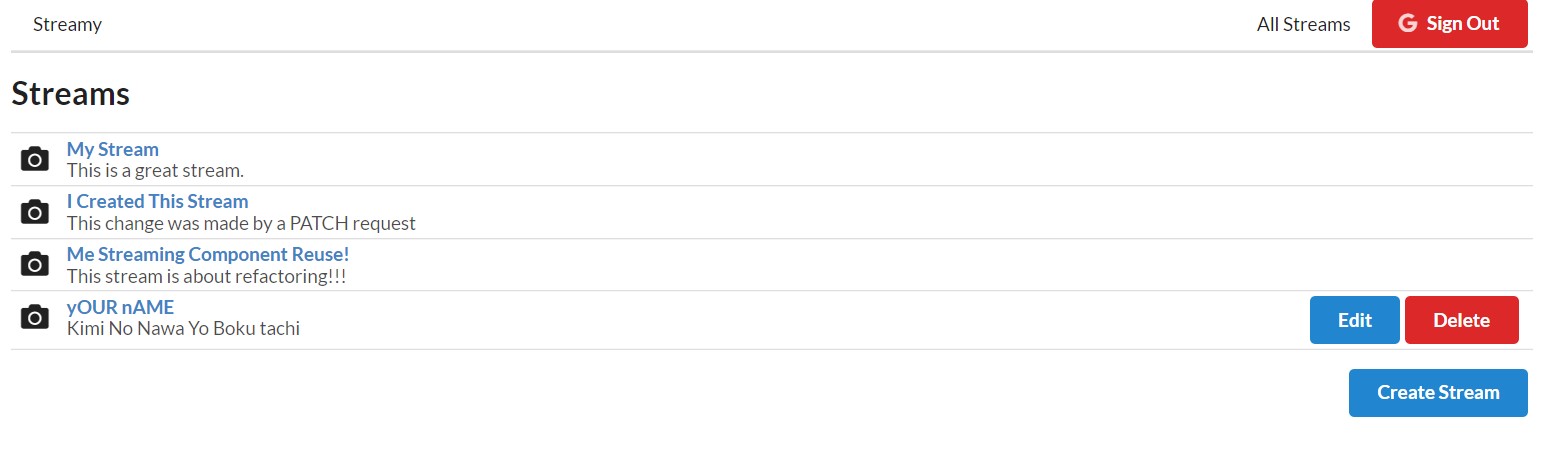 Streamy
All Streams
Sign Out
Streams
My Stream
This is a great stream.
I Created This Stream
This change was made by a PATCH request
Me Streaming Component Reuse!
This stream is about refactoring!!!
yOUR nAME
Kimi No Nawa Yo Boku tachi
Edit
Delete
Create Stream